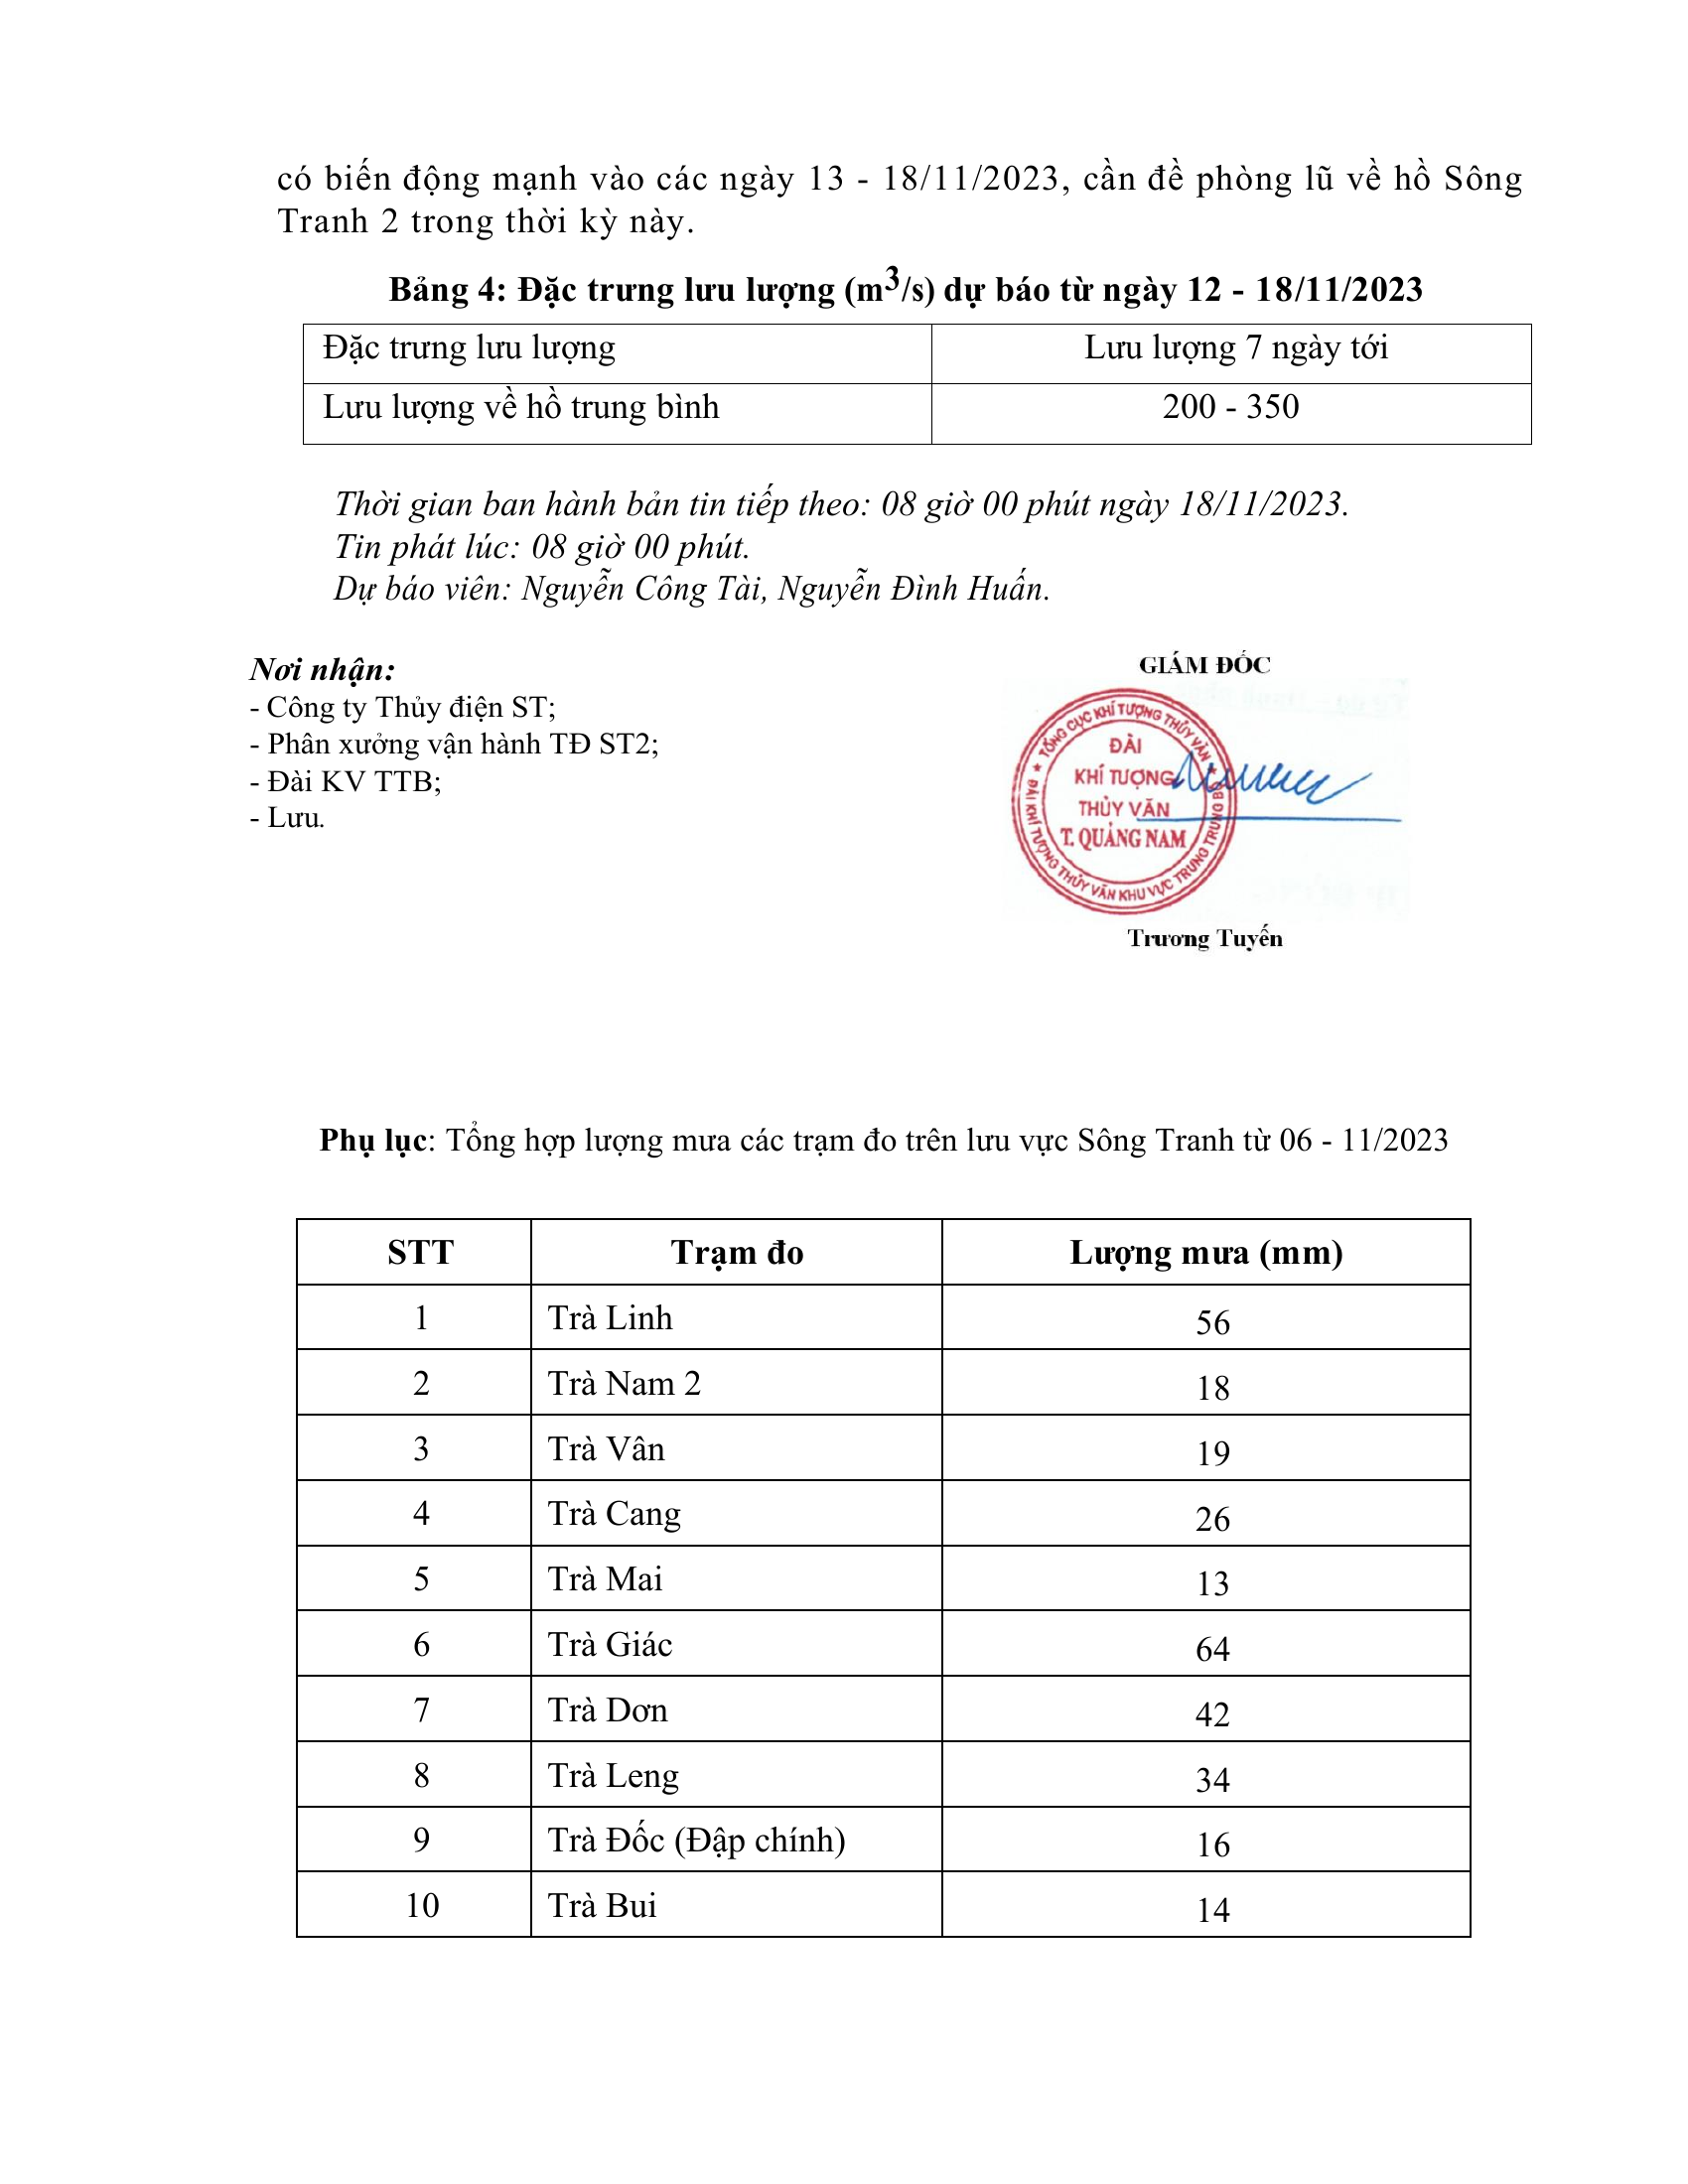 có biến động mạnh vào các ngày 13 - 18/11/2023, cần đề phòng lũ về hồ Sông
Tranh 2 trong thời kỳ này.
Bảng 4: Đặc trưng lưu lượng (m3/s) dự báo từ ngày 12 - 18/11/2023
Đặc trưng lưu lượng Lưu lượng 7 ngày tới
Lưu lượng về hồ trung bình 200 - 350
Thời gian ban hành bản tin tiếp theo: 08 giờ 00 phút ngày 18/11/2023.
Tin phát lúc: 08 giờ 00 phút.
Dự báo viên: Nguyễn Công Tài, Nguyễn Đình Huấn.
Nơi nhận:
- Công ty Thủy điện ST;
- Phân xưởng vận hành TĐ ST2;
- Đài KV TTB;
- Lưu.
GIÁM ĐỐC
TỔNG CỤC KHÍ TƯỢNG THỦY VĂN
ĐÀI KHÍ TƯỢNG THỦY VĂN KHU VỰC TRUNG TRUNG BỘ
ĐÀI
KHÍ TƯỢNG
THỦY VĂN
T. QUẢNG NAM
Trương Tuyến
Phụ lục: Tổng hợp lượng mưa các trạm đo trên lưu vực Sông Tranh từ 06 - 11/2023
STT Trạm đo Lượng mưa (mm)
1 Trà Linh 56
2 Trà Nam 2 18
3 Trà Vân 19
4 Trà Cang 26
5 Trà Mai 13
6 Trà Giác 64
7 Trà Dơn 42
8 Trà Leng 34
9 Trà Đốc (Đập chính) 16
10 Trà Bui 14